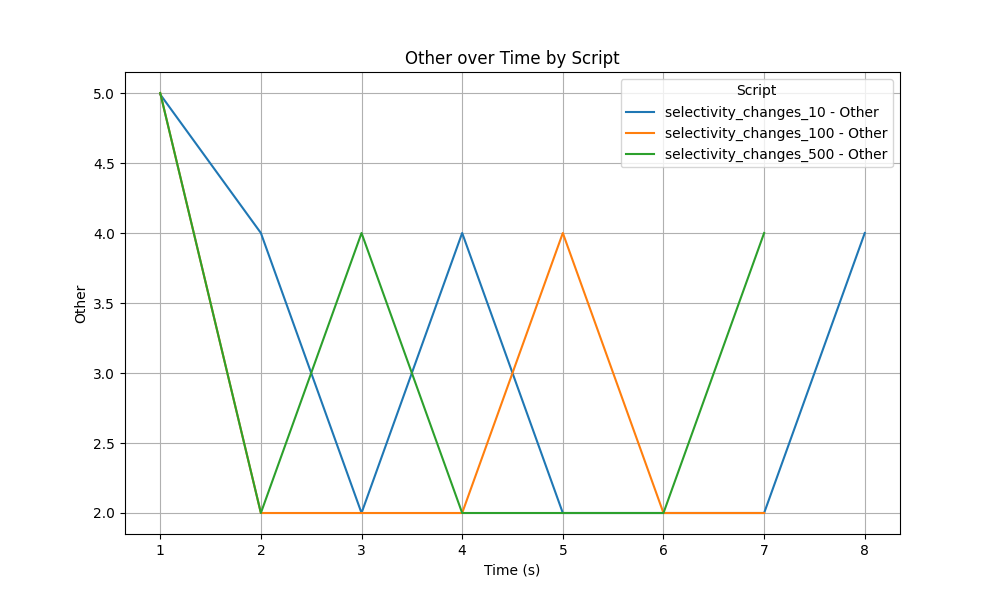 Other over Time by Script
Script
selectivity_changes_10 - Other
selectivity_changes_100 - Other
selectivity_changes_500 - Other
5.0
4.5
4.0
3.5
3.0
2.5
2.0
Other
1 2 3 4 5 6 7 8
Time (s)